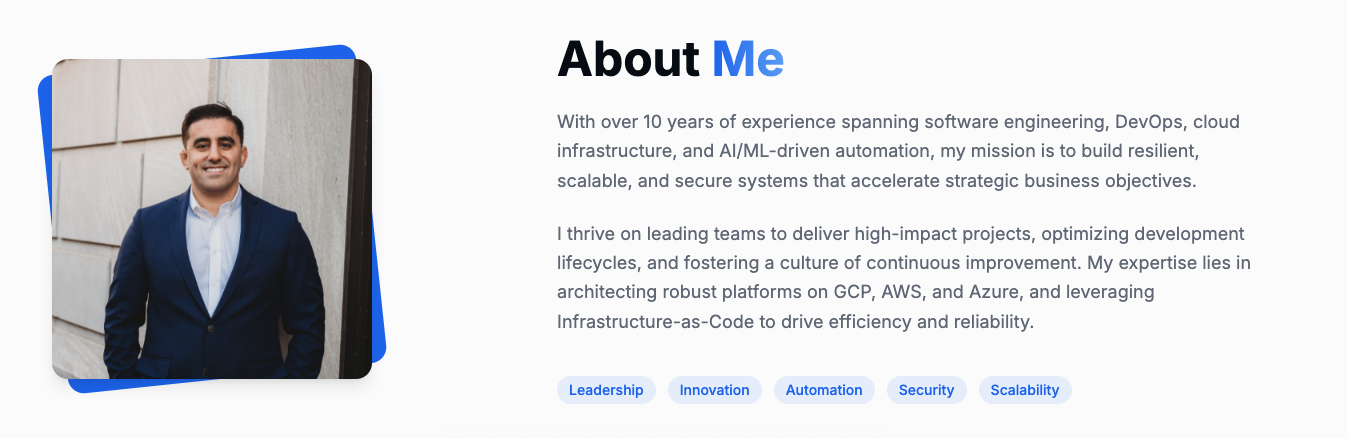 About Me
With over 10 years of experience spanning software engineering, DevOps, cloud
infrastructure, and AI/ML-driven automation, my mission is to build resilient,
scalable, and secure systems that accelerate strategic business objectives.
I thrive on leading teams to deliver high-impact projects, optimizing development
lifecycles, and fostering a culture of continuous improvement. My expertise lies in
architecting robust platforms on GCP, AWS, and Azure, and leveraging
Infrastructure-as-Code to drive efficiency and reliability.
Leadership Innovation Automation Security Scalability